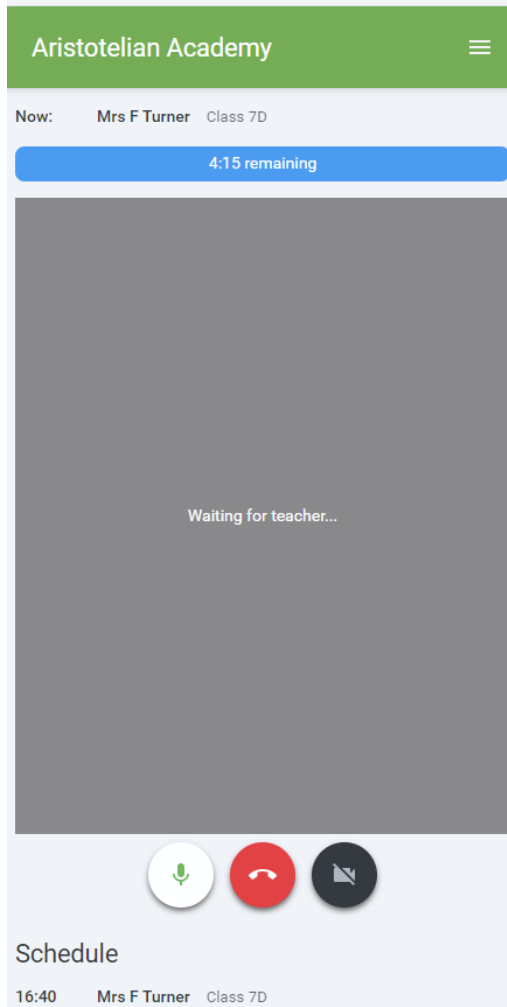 Aristotelian Academy
Now: Mrs F Turner Class 7D
4:15 remaining
Waiting for teacher...
Schedule
16:40 Mrs F Turner Class 7D